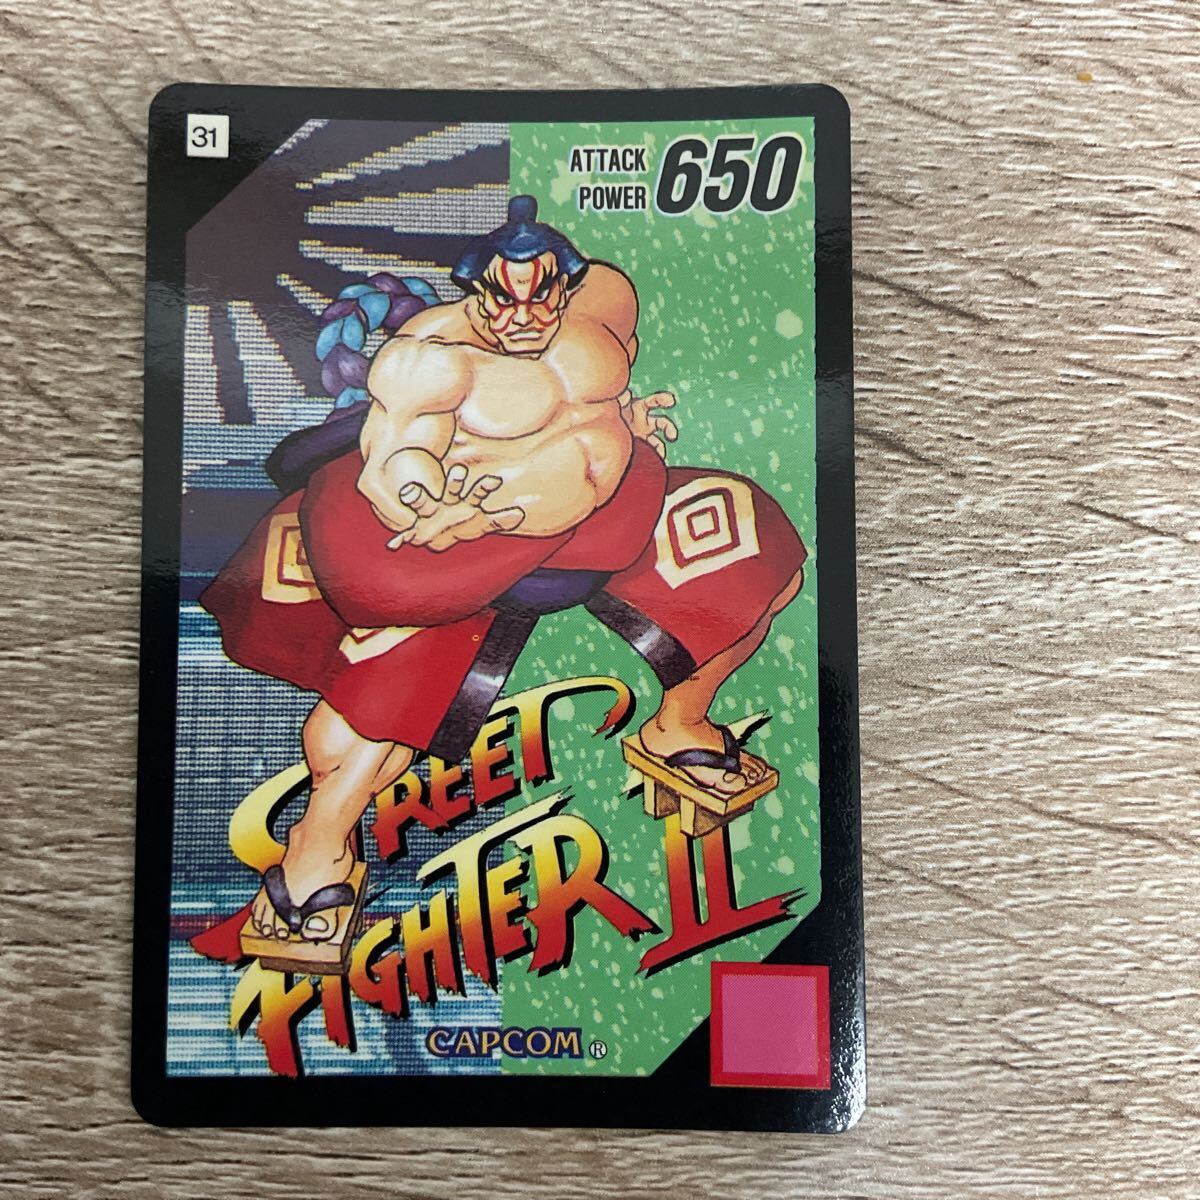 31
ATTACK
POWER 650
STREET
FIGHTER II
CAPCOM ®